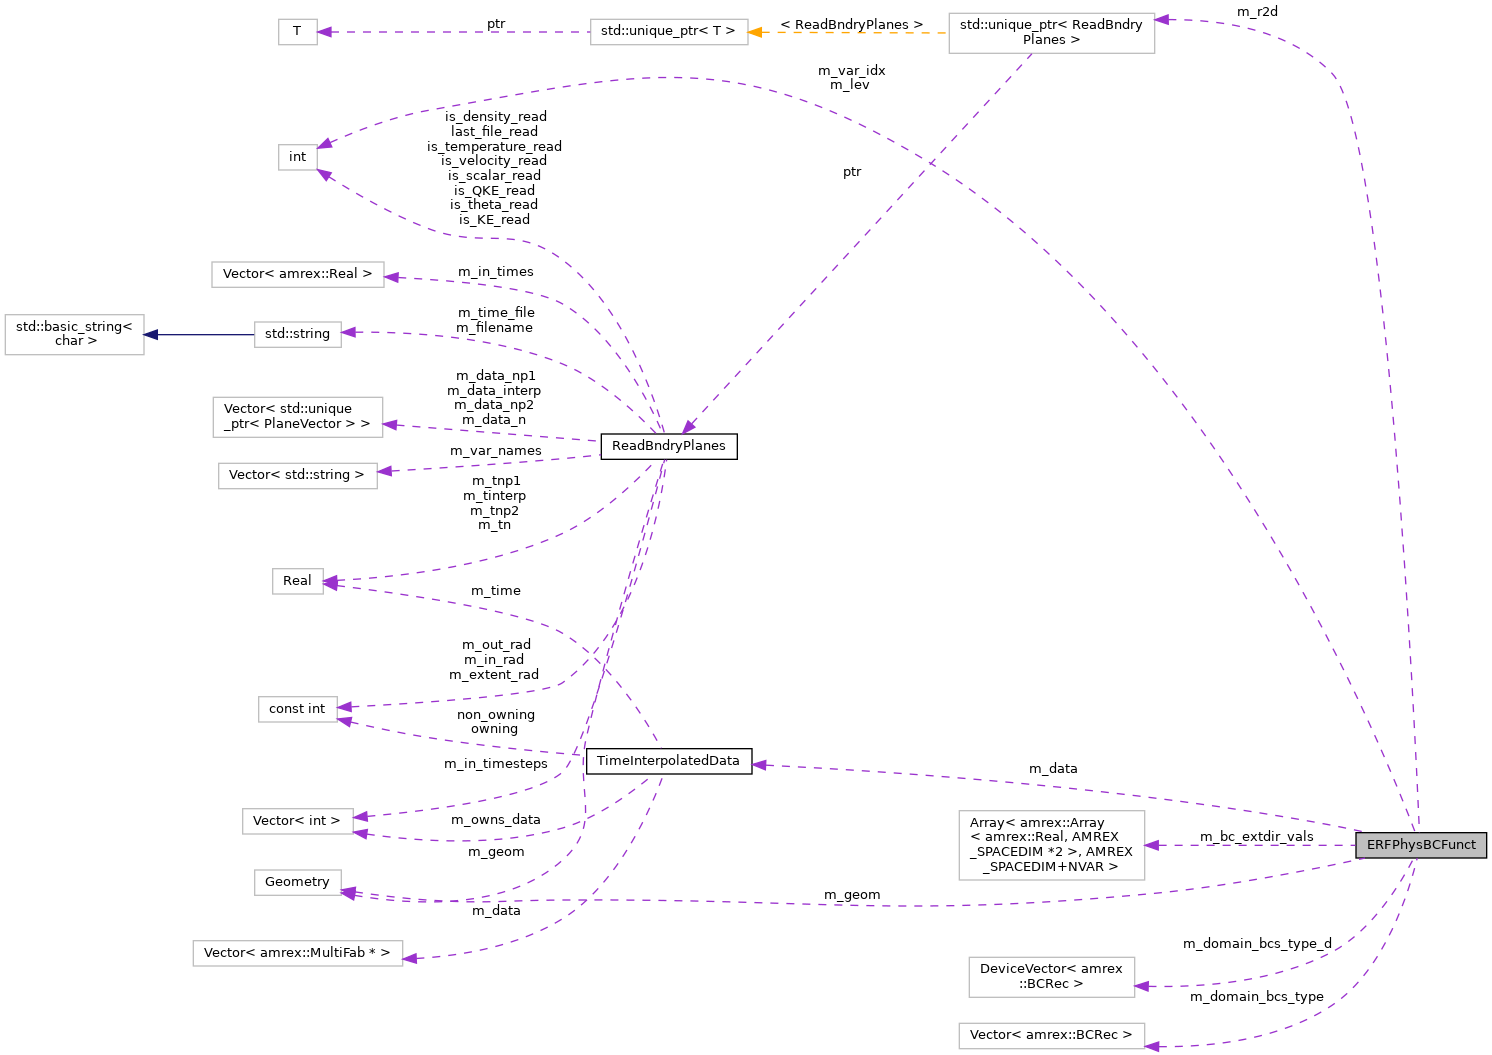 T
ptr
std::unique_ptr< T >
< ReadBndryPlanes >
std::unique_ptr< ReadBndry
Planes >
m_r2d
m_var_idx
m_lev
int
is_density_read
last_file_read
is_temperature_read
is_velocity_read
is_scalar_read
is_QKE_read
is_theta_read
is_KE_read
ptr
Vector< amrex::Real >
m_in_times
std::basic_string<
char >
std::string
m_time_file
m_filename
Vector< std::unique
_ptr< PlaneVector > >
m_data_np1
m_data_interp
m_data_np2
m_data_n
ReadBndryPlanes
Vector< std::string >
m_var_names
m_tnp1
m_tinterp
m_tnp2
m_tn
Real
m_time
m_out_rad
m_in_rad
m_extent_rad
const int
non_owning
owning
m_in_timesteps
TimeInterpolatedData
m_data
Vector< int >
m_owns_data
m_geom
Array< amrex::Array
< amrex::Real, AMREX
_SPACEDIM *2 >, AMREX
_SPACEDIM+NVAR >
m_bc_extdir_vals
ERFPhysBCFunct
Geometry
m_geom
m_data
Vector< amrex::MultiFab * >
m_domain_bcs_type_d
DeviceVector< amrex
::BCRec >
m_domain_bcs_type
Vector< amrex::BCRec >